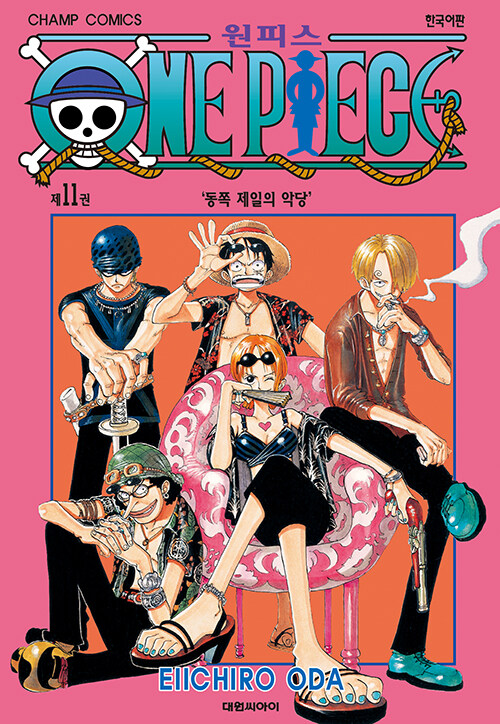 CHAMP COMICS
한국어판
원피스
ONE PIECE
제11권
‘동쪽 제일의 악당’
EIICHIRO ODA
대원씨아이